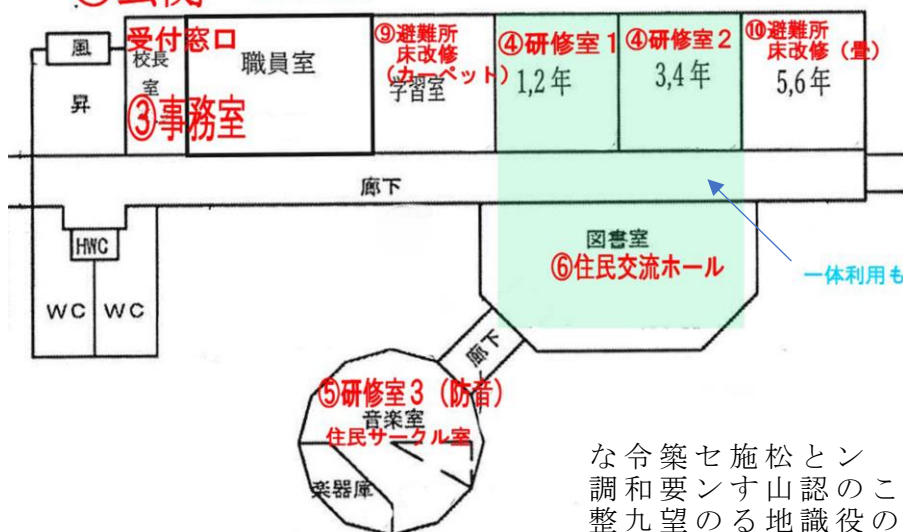 風
昇
受付窓口
校長
室
③事務室
職員室
⑨避難所
床改修
(カーペット)
学習室
④研修室1
1,2年
④研修室2
3,4年
⑩避難所
床改修(畳)
5,6年
廊下
HWC
WC
WC
図書室
⑥住民交流ホール
一体利用も
廊下
⑤研修室3(防音)
音楽室
住民サークル室
楽器庫
この
ンの役
と認識
松山地
施する
センの
築要望
令和九
な調整